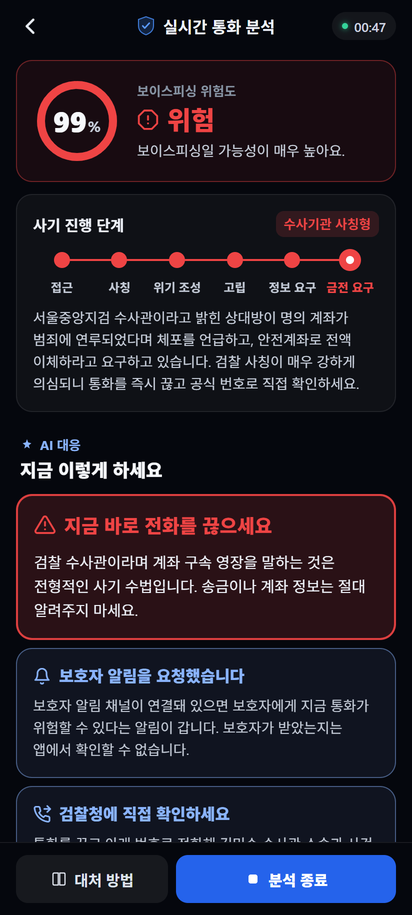 실시간 통화 분석
00:47
99%
보이스피싱 위험도
위험
보이스피싱일 가능성이 매우 높아요.
사기 진행 단계
수사기관 사칭형
접근 사칭 위기 조성 고립 정보 요구 금전 요구
서울중앙지검 수사관이라고 밝힌 상대방이 명의 계좌가
범죄에 연루되었다며 체포를 언급하고, 안전계좌로 전액
이체하라고 요구하고 있습니다. 검찰 사칭이 매우 강하게
의심되니 통화를 즉시 끊고 공식 번호로 직접 확인하세요.
AI 대응
지금 이렇게 하세요
지금 바로 전화를 끊으세요
검찰 수사관이라며 계좌 구속 영장을 말하는 것은
전형적인 사기 수법입니다. 송금이나 계좌 정보는 절대
알려주지 마세요.
보호자 알림을 요청했습니다
보호자 알림 채널이 연결돼 있으면 보호자에게 지금 통화가
위험할 수 있다는 알림이 갑니다. 보호자가 받았는지는
앱에서 확인할 수 없습니다.
검찰청에 직접 확인하세요
대처 방법
분석 종료